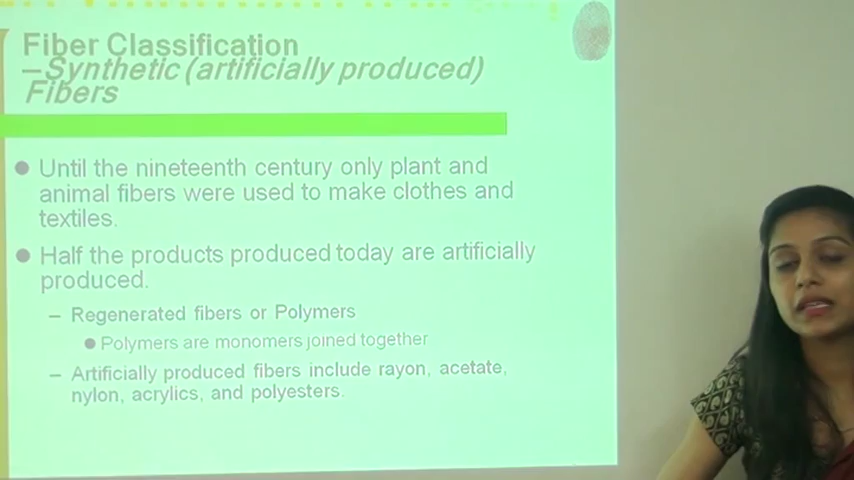 Fiber Classification
–Synthetic (artificially produced)
Fibers
● Until the nineteenth century only plant and
animal fibers were used to make clothes and
textiles.
● Half the products produced today are artificially
produced.
– Regenerated fibers or Polymers
● Polymers are monomers joined together
– Artificially produced fibers include rayon, acetate,
nylon, acrylics, and polyesters.